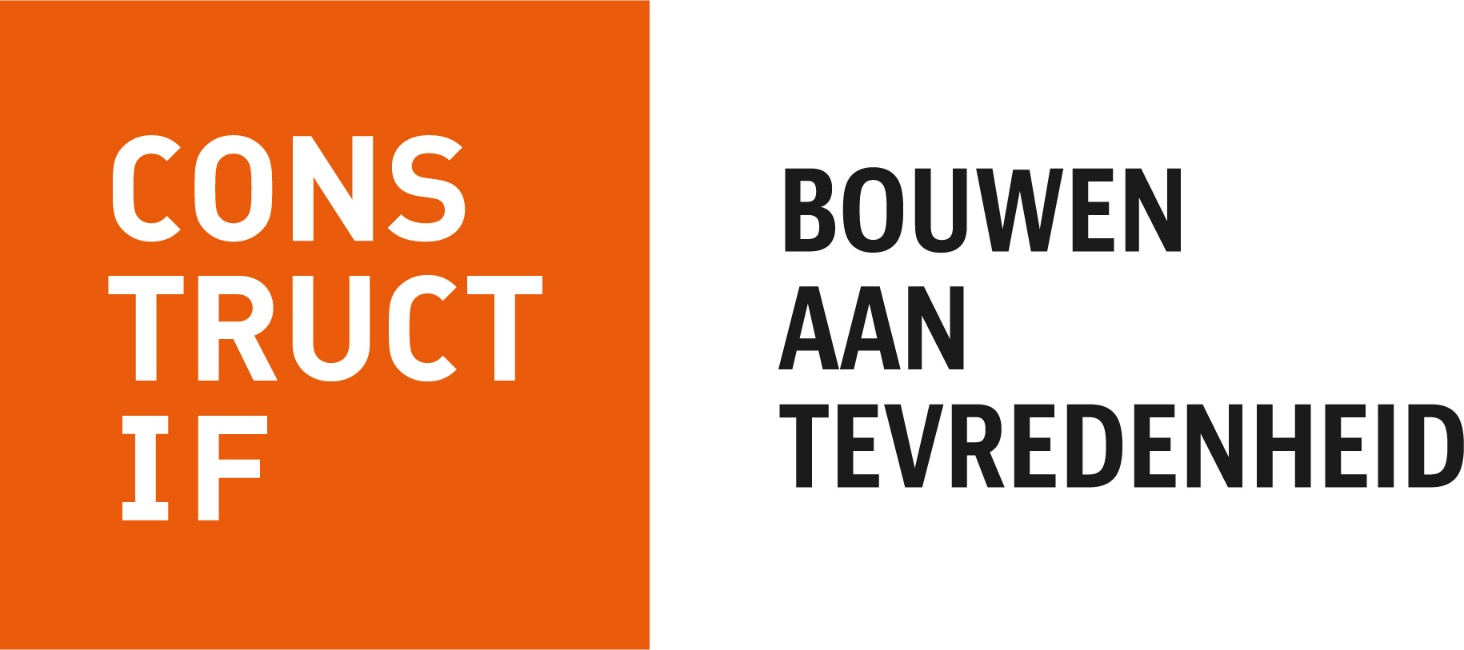 CONS
TRUCT
IF
BOUWEN
AAN
TEVREDENHEID